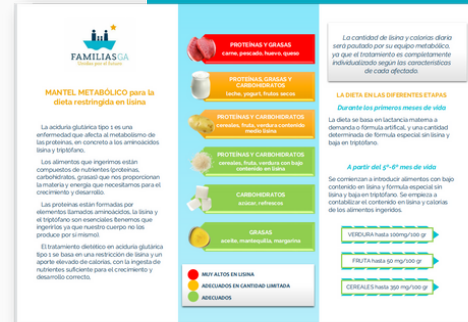 FAMILIASGA
Unidos por el futuro
MANTEL METABÓLICO para la
dieta restringida en lisina
La aciduria glutárica tipo 1 es una
enfermedad que afecta al metabolismo de
las proteínas, en concreto a los aminoácidos
lisina y triptófano.
Los alimentos que ingerimos están
compuestos de nutrientes (proteínas,
carbohidratos, grasas) que nos proporcionan
la materia y energía que necesitamos para el
crecimiento y desarrollo.
Las proteínas están formadas por
elementos llamados aminoácidos, la lisina y
el triptófano son esenciales (tenemos que
ingerirlos ya que nuestro cuerpo no los
produce por sí mismo).
El tratamiento dietético en aciduria glutárica
tipo 1 se basa en una restricción de lisina y un
aporte elevado de calorías, con la ingesta de
nutrientes suficiente para el crecimiento y
desarrollo correcto.
PROTEÍNAS Y GRASAS
carne, pescado, huevo, queso
PROTEÍNAS, GRASAS Y
CARBOHIDRATOS
leche, yogurt, frutos secos
PROTEÍNAS Y CARBOHIDRATOS
cereales, fruta, verdura contenido
medio lisina
PROTEÍNAS Y CARBOHIDRATOS
cereales, fruta, verdura con bajo
contenido en lisina
CARBOHIDRATOS
azúcar, refrescos
GRASAS
aceite, mantequilla, margarina
MUY ALTOS EN LISINA
ADECUADOS EN CANTIDAD LIMITADA
ADECUADOS
La cantidad de lisina y calorías diaria
será pautada por su equipo metabólico,
ya que el tratamiento es completamente
individualizado según las características
de cada afectado.
LA DIETA EN LAS DIFERENTES ETAPAS
Durante los primeros meses de vida
La dieta se basa en lactancia materna a
demanda o fórmula artifical, y una cantidad
determinada de fórmula especial sin lisina y
baja en triptófano.
A partir del 5º-6º mes de vida
Se comienzan a introducir alimentos con bajo
contenido en lisina y fórmula especial sin
lisina y baja en triptófano. Se empieza a
contabilizar el contenido en lisina y calorías
de los alimentos ingeridos.
VERDURA hasta 100mg/100 gr
FRUTA hasta 50 mg/100 gr
CEREALES hasta 350 mg/100 gr